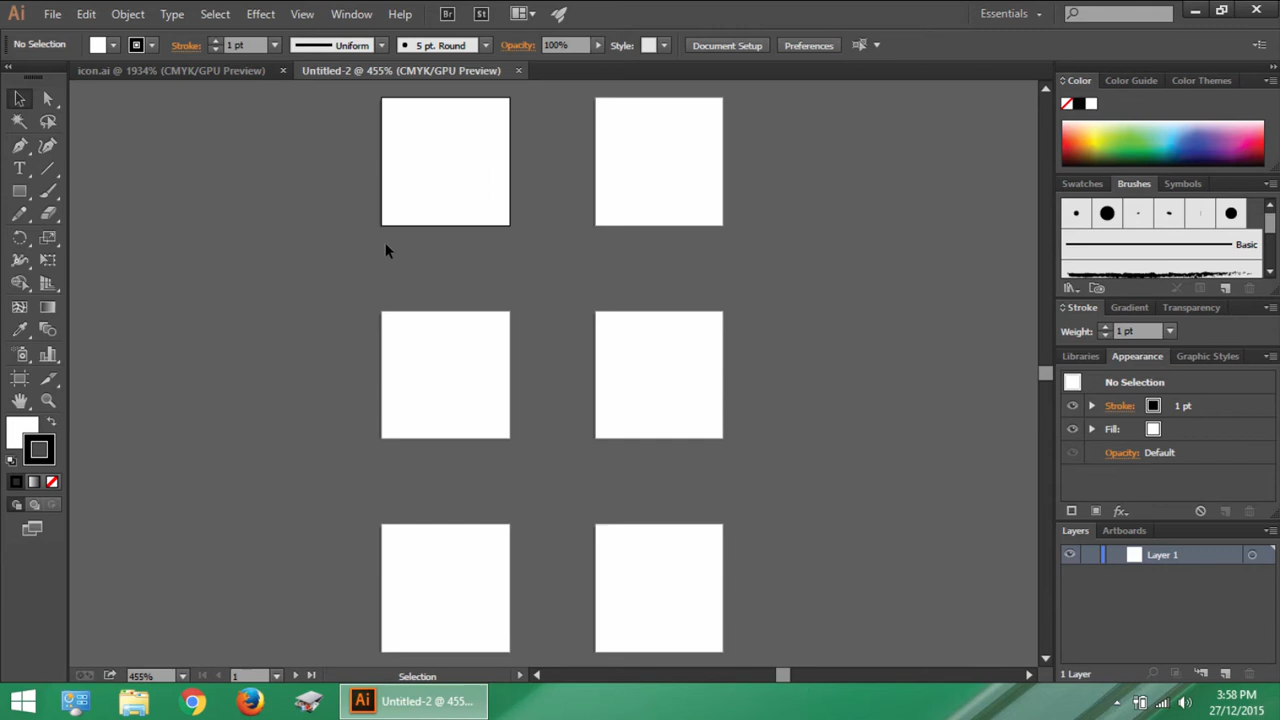 Ai File Edit Object Type Select Effect View Window Help Br St Essentials
No Selection Stroke: 1 pt Uniform 5 pt. Round Opacity: 100% Style: Document Setup Preferences
icon.ai @ 1934% (CMYK/GPU Preview) × Untitled-2 @ 455% (CMYK/GPU Preview) ×
Color Color Guide Color Themes
Swatches Brushes Symbols
Basic
Stroke Gradient Transparency
Weight: 1 pt
Libraries Appearance Graphic Styles
No Selection
Stroke: 1 pt
Fill:
Opacity: Default
fx
Layers Artboards
Layer 1
455% 1 Selection 1 Layer
Ai Untitled-2 @ 455... 3:58 PM
27/12/2015